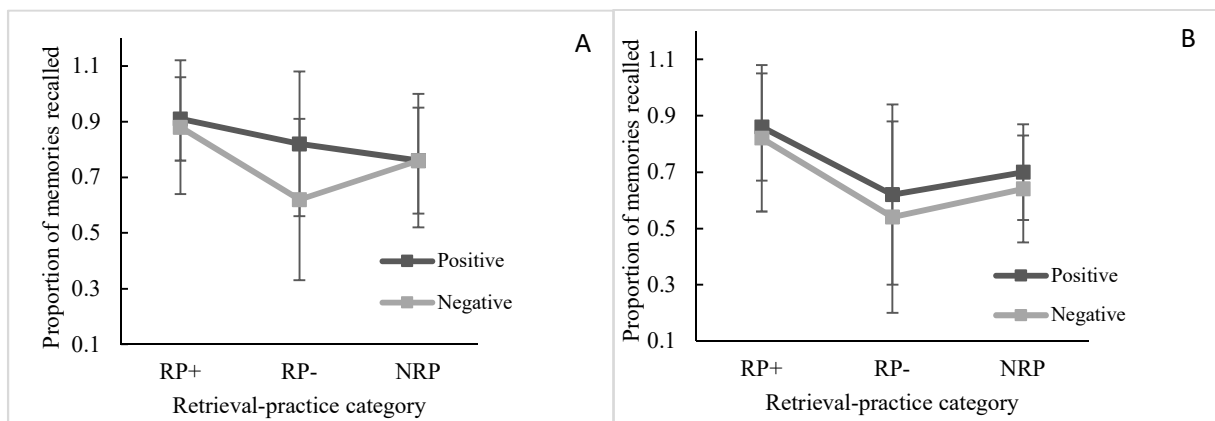 A
Proportion of memories recalled
1.1
0.9
0.7
0.5
0.3
0.1
Positive
Negative
RP+ RP- NRP
Retrieval-practice category
B
Proportion of memories recalled
1.1
0.9
0.7
0.5
0.3
0.1
Positive
Negative
RP+ RP- NRP
Retrieval-practice category